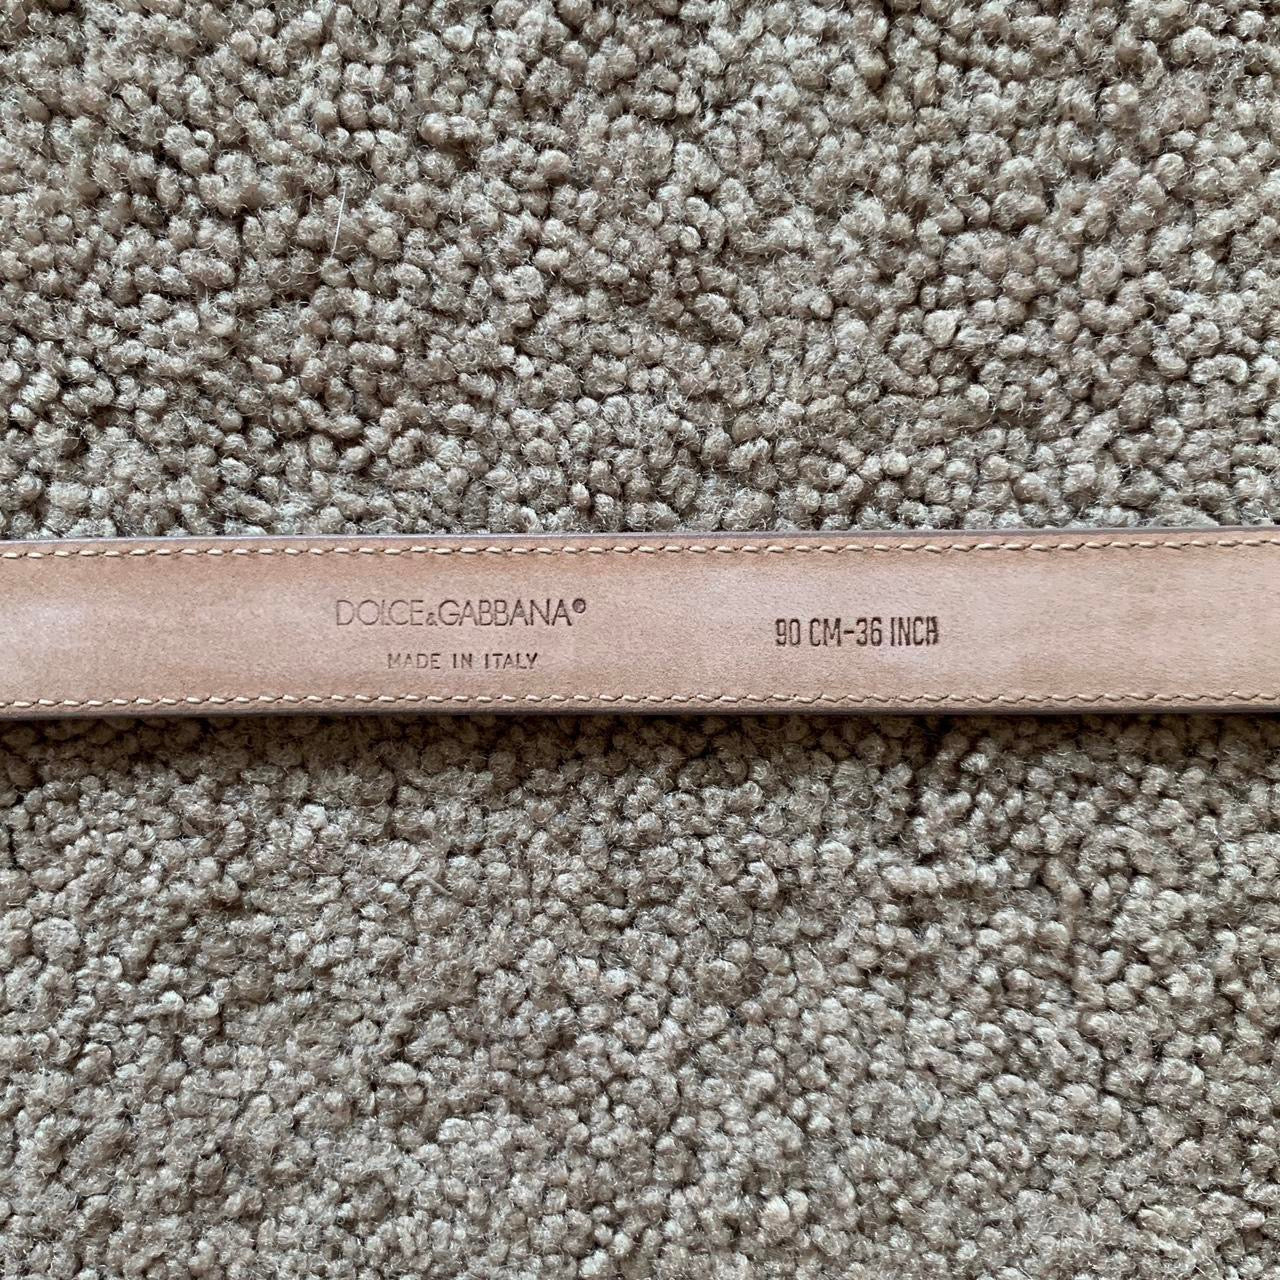 DOLCE&GABBANA®
MADE IN ITALY
90 CM-36 INCH